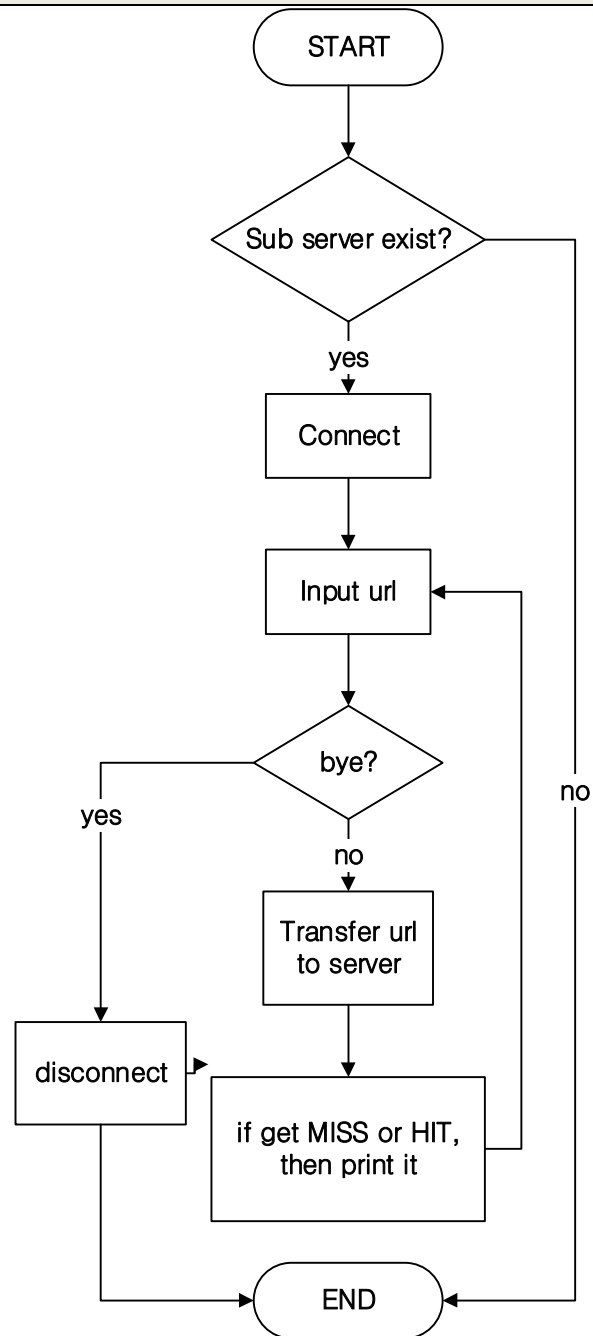 START
Sub server exist?
yes
Connect
Input url
bye?
no
yes
no
Transfer url
to server
disconnect
if get MISS or HIT,
then print it
END